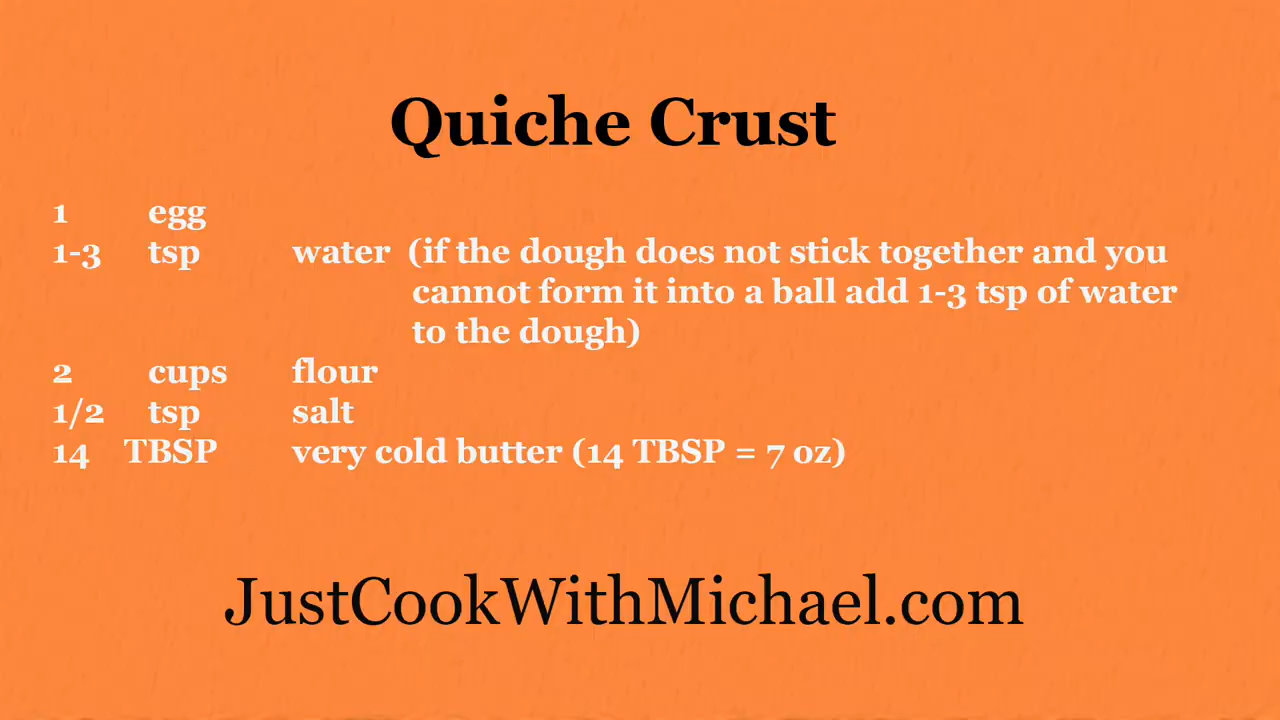 Quiche Crust
1 egg
1-3 tsp water (if the dough does not stick together and you
cannot form it into a ball add 1-3 tsp of water
to the dough)
2 cups flour
1/2 tsp salt
14 TBSP very cold butter (14 TBSP = 7 oz)
JustCookWithMichael.com